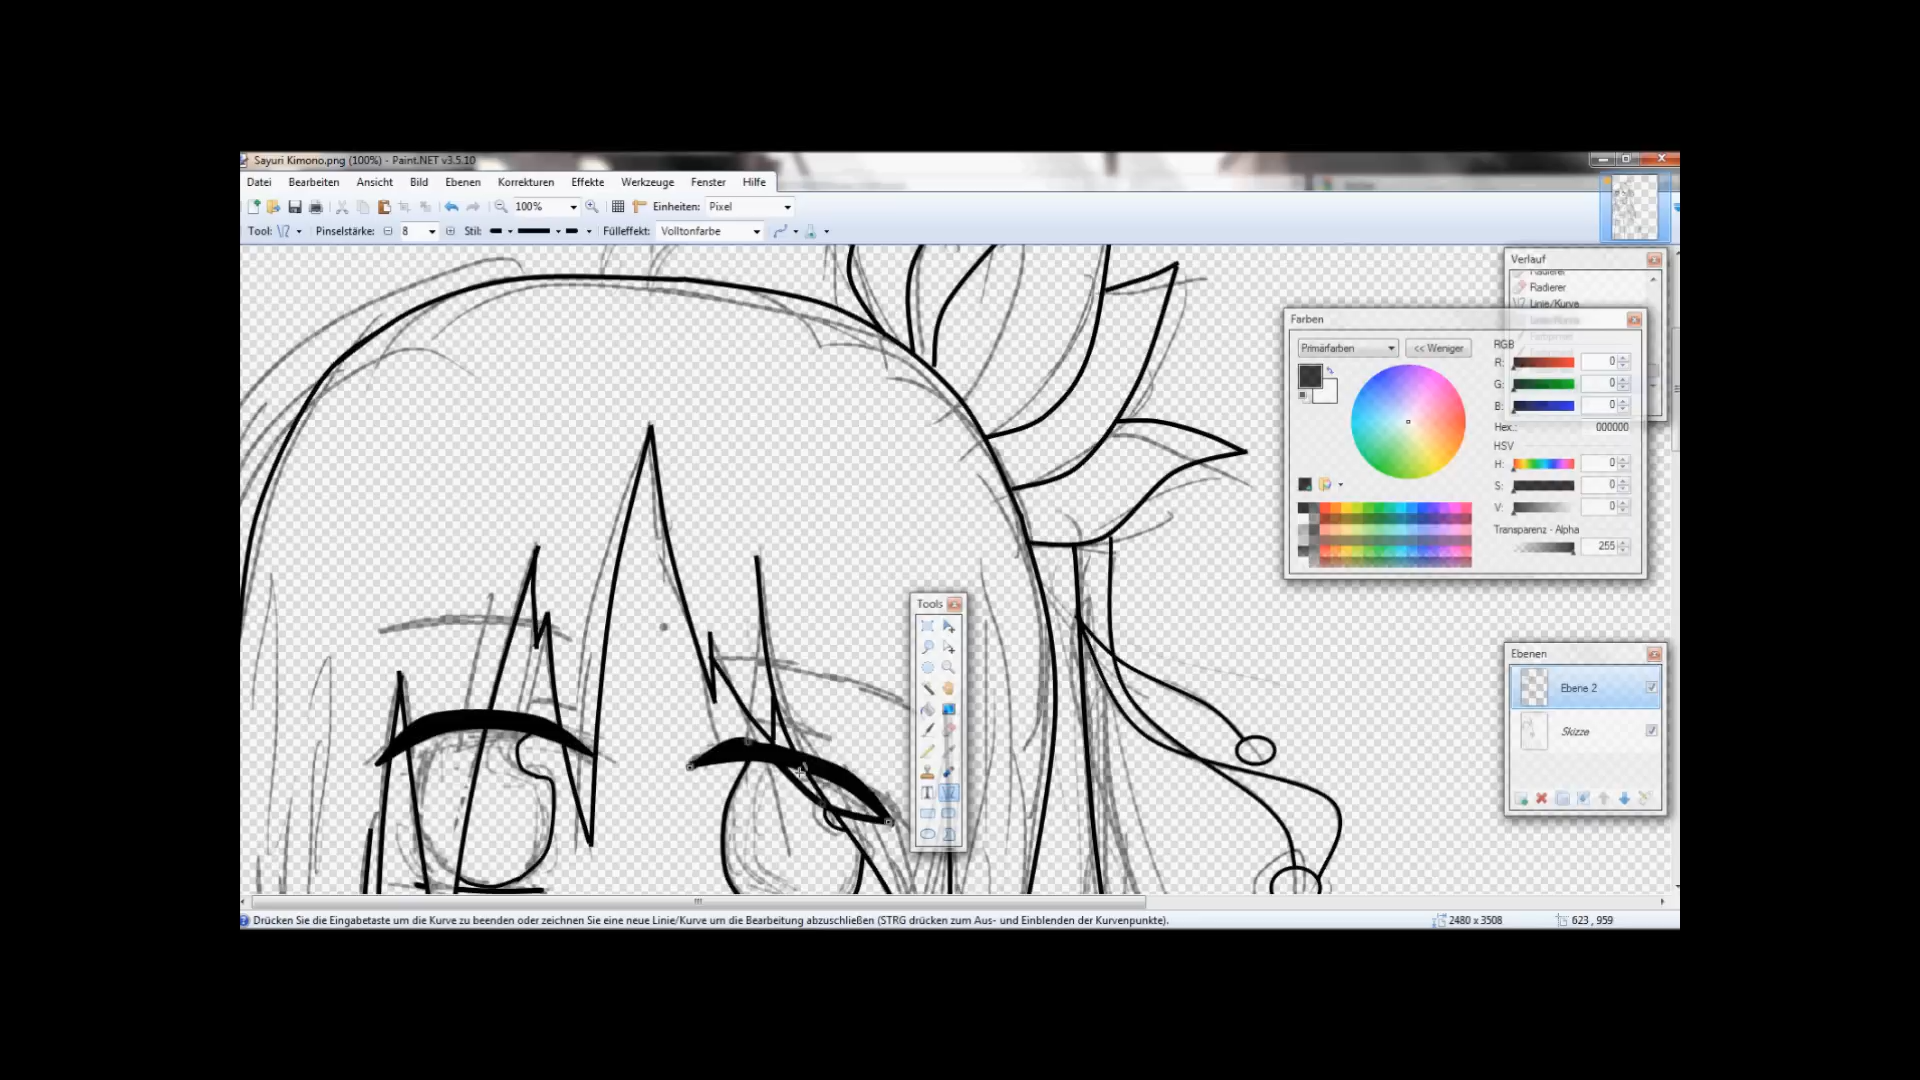 Sayuri Kimono.png (100%) - Paint.NET v3.5.10
Datei Bearbeiten Ansicht Bild Ebenen Korrekturen Effekte Werkzeuge Fenster Hilfe
100% Einheiten: Pixel
Tool: Pinselstärke: 8 Stil: Fülleffekt: Volltonfarbe
Verlauf
Radierer
Radierer
Linie/Kurve
Farben
Primärfarben << Weniger
RGB
R: 0
G: 0
B: 0
Hex.: 000000
HSV
H: 0
S: 0
V: 0
Transparenz - Alpha
255
Tools
Ebenen
Ebene 2
Skizze
Drücken Sie die Eingabetaste um die Kurve zu beenden oder zeichnen Sie eine neue Linie/Kurve um die Bearbeitung abzuschließen (STRG drücken zum Aus- und Einblenden der Kurvenpunkte).
2480 x 3508
623 , 959